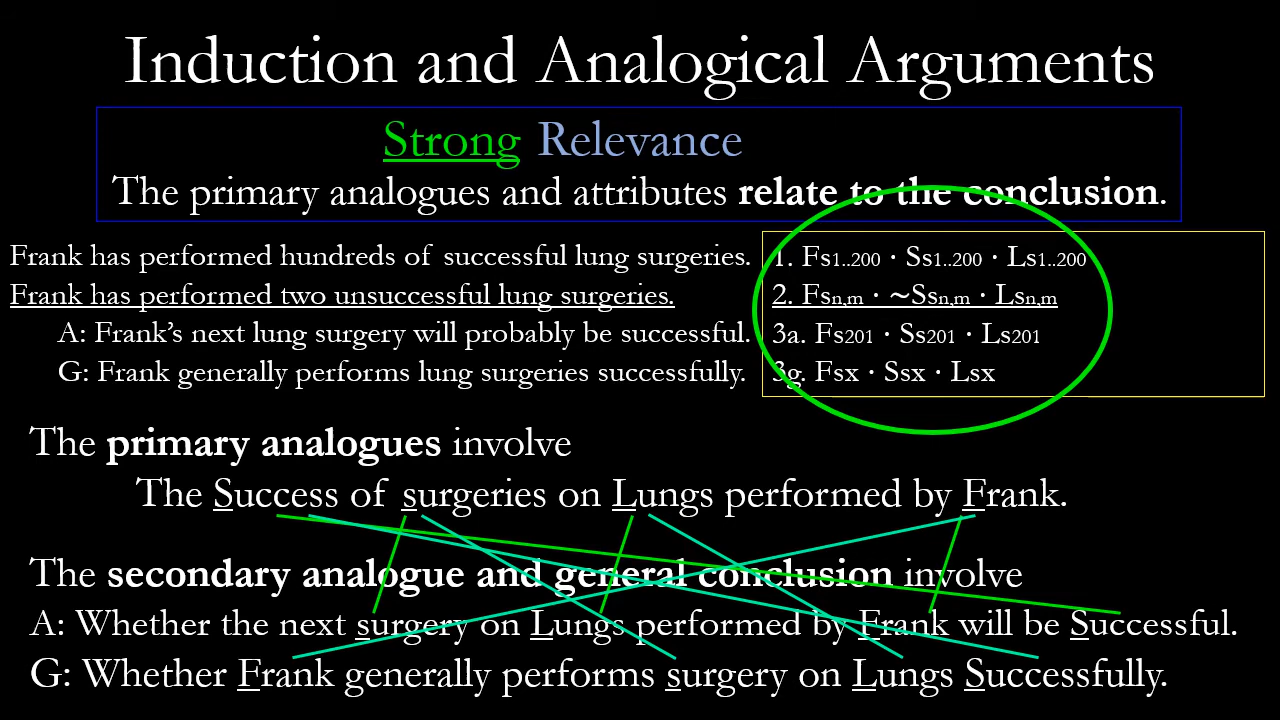 Induction and Analogical Arguments
Strong Relevance
The primary analogues and attributes relate to the conclusion.
Frank has performed hundreds of successful lung surgeries.
Frank has performed two unsuccessful lung surgeries.
A: Frank's next lung surgery will probably be successful.
G: Frank generally performs lung surgeries successfully.
1. Fs1..200 · Ss1..200 · Ls1..200
2. Fsn,m · ~Ssn,m · Lsn,m
3a. Fs201 · Ss201 · Ls201
3g. Fsx · Ssx · Lsx
The primary analogues involve
The Success of surgeries on Lungs performed by Frank.
The secondary analogue and general conclusion involve
A: Whether the next surgery on Lungs performed by Frank will be Successful.
G: Whether Frank generally performs surgery on Lungs Successfully.